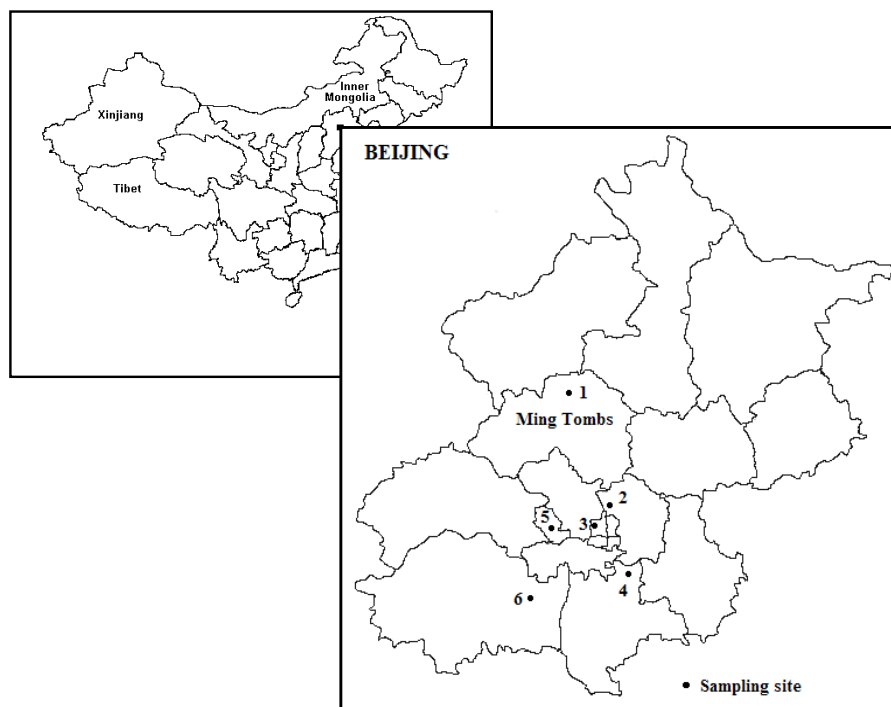 Inner
Mongolia
Xinjiang
Tibet
BEIJING
1
Ming Tombs
2
5
3
4
6
Sampling site